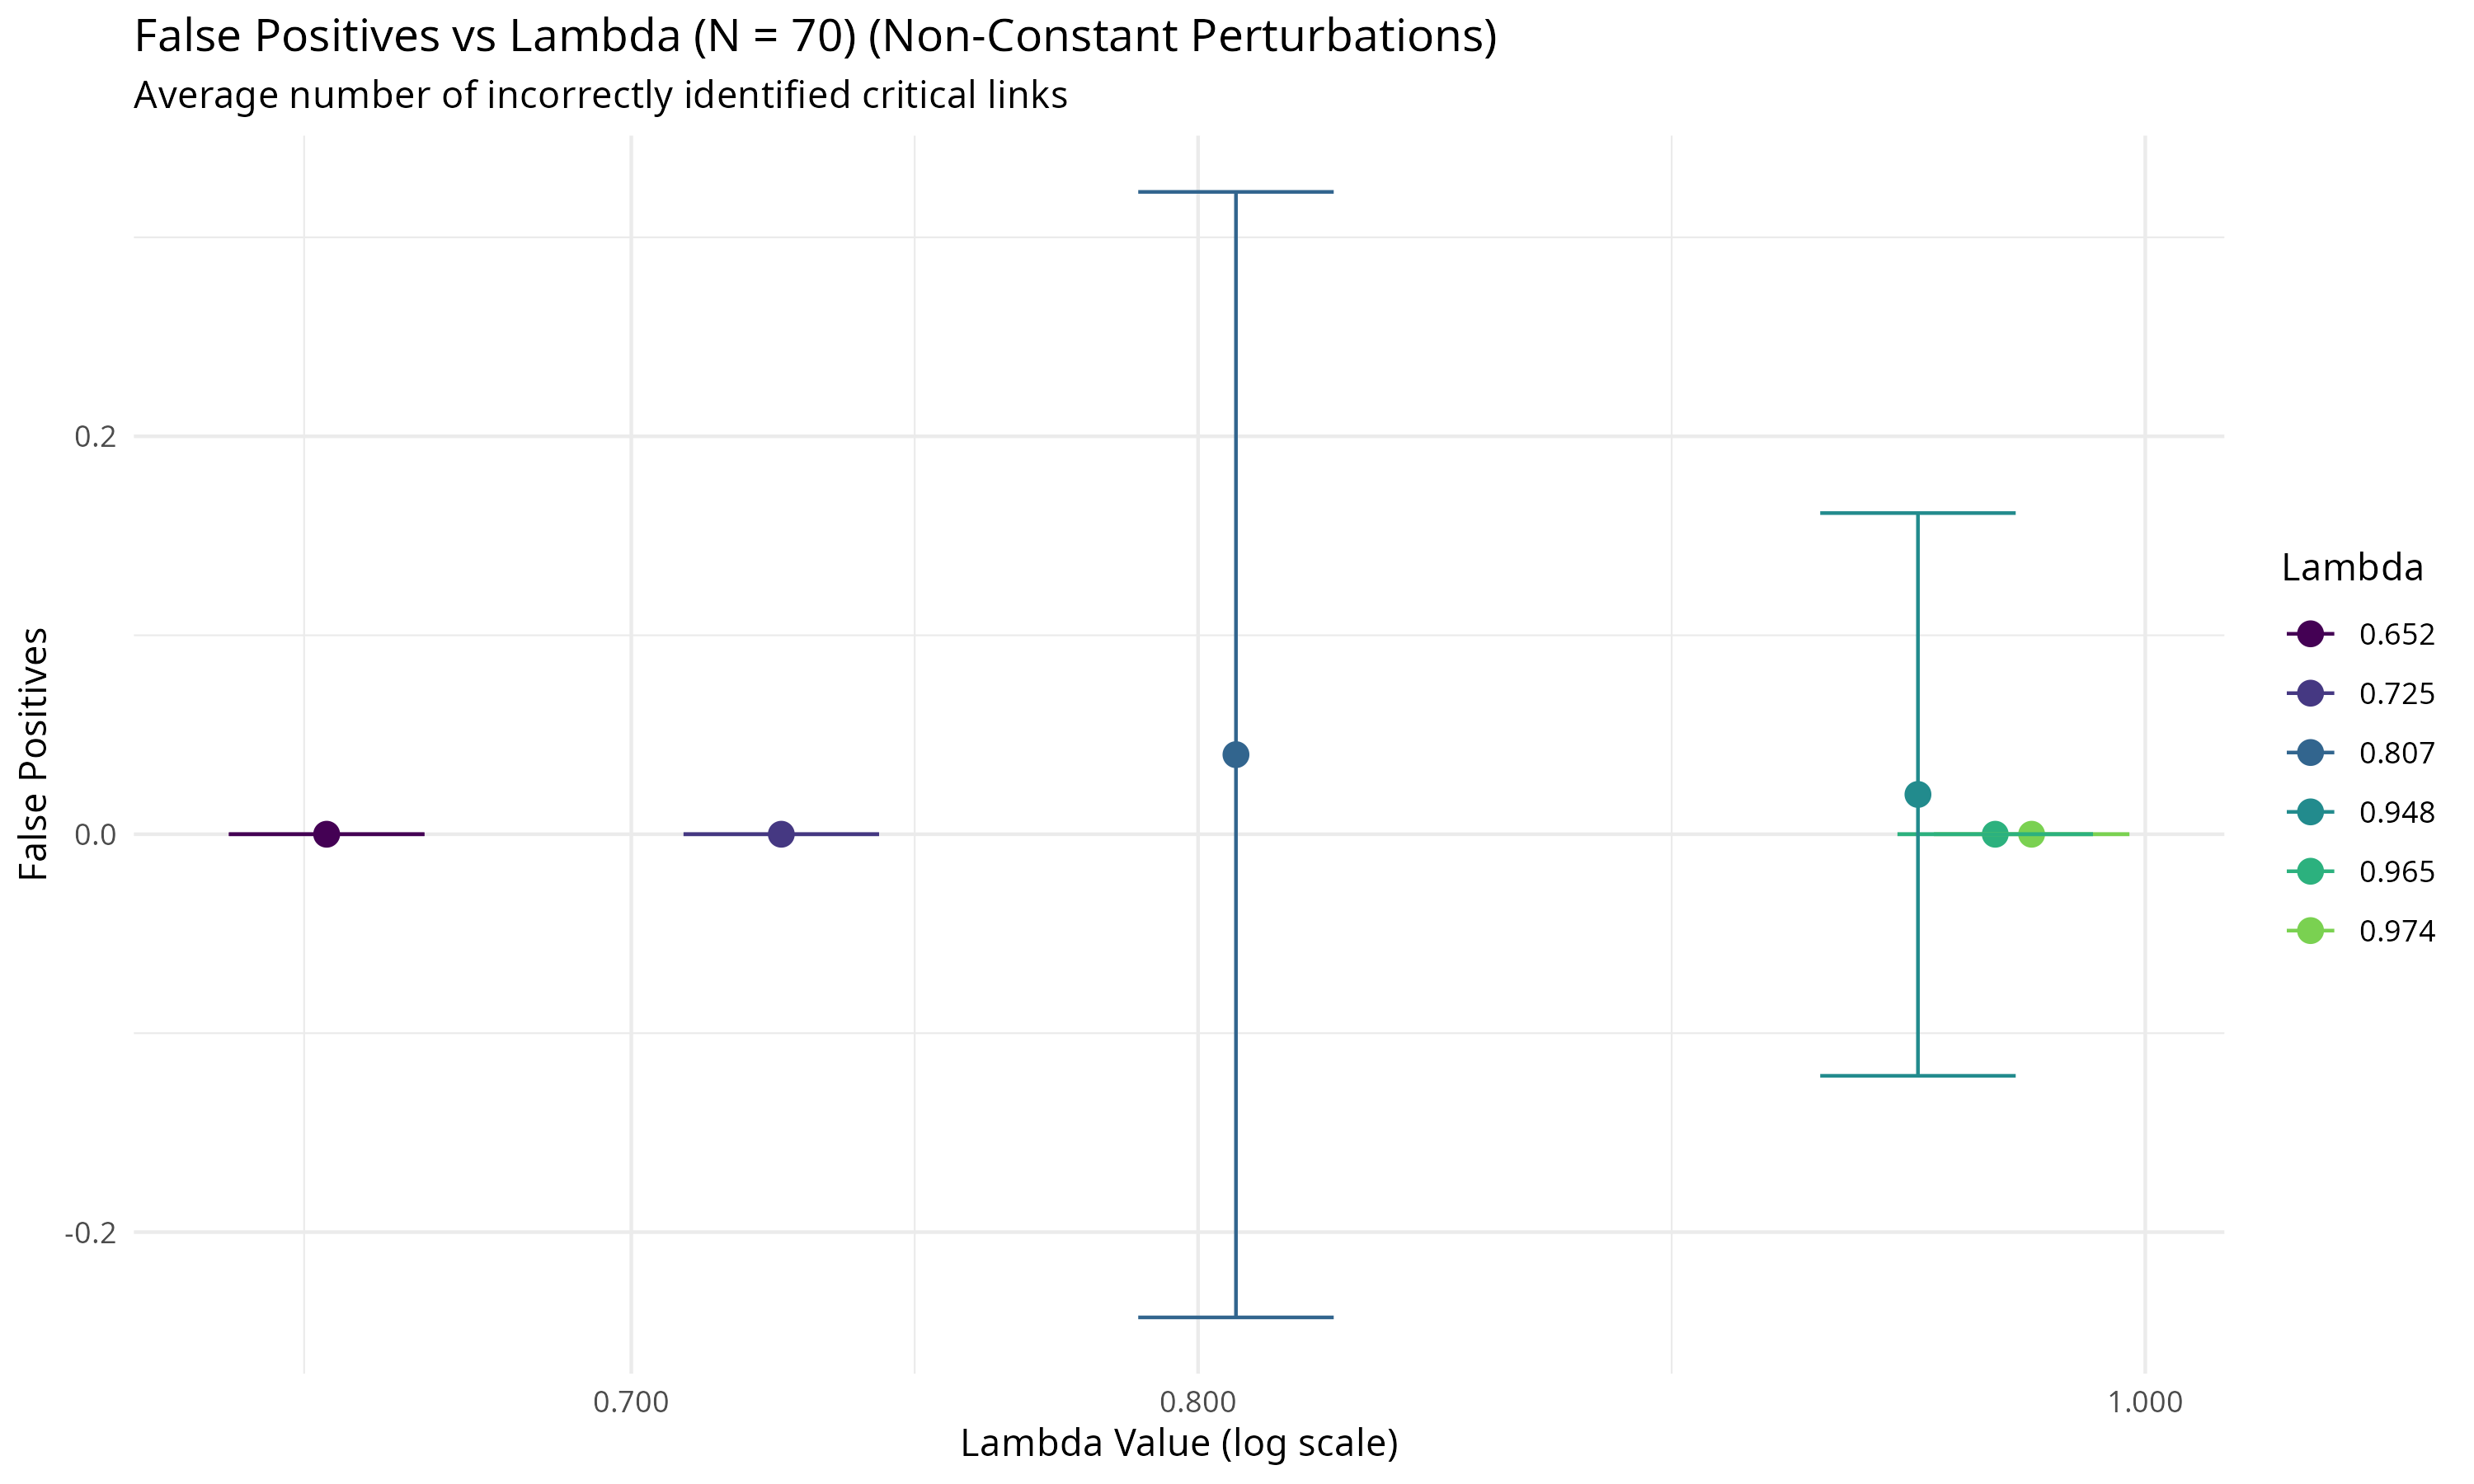 False Positives vs Lambda (N = 70) (Non-Constant Perturbations)
Average number of incorrectly identified critical links
False Positives
0.2
0.0
-0.2
0.700
0.800
1.000
Lambda Value (log scale)
Lambda
0.652
0.725
0.807
0.948
0.965
0.974